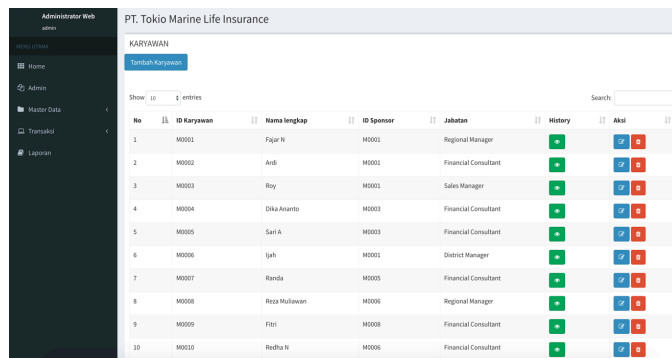 Administrator Web
admin
PT. Tokio Marine Life Insurance
MENU UTAMA
Home
Admin
Master Data
Transaksi
Laporan
KARYAWAN
Tambah Karyawan
Show 10 entries
Search:
No ID Karyawan Nama lengkap ID Sponsor Jabatan History Aksi
1 M0001 Fajar N M0001 Regional Manager
2 M0002 Ardi M0001 Financial Consultant
3 M0003 Roy M0001 Sales Manager
4 M0004 Dika Ananto M0003 Financial Consultant
5 M0005 Sari A M0003 Financial Consultant
6 M0006 Ijah M0001 District Manager
7 M0007 Randa M0005 Financial Consultant
8 M0008 Reza Muliawan M0006 Regional Manager
9 M0009 Fitri M0008 Financial Consultant
10 M0010 Redha N M0006 Financial Consultant